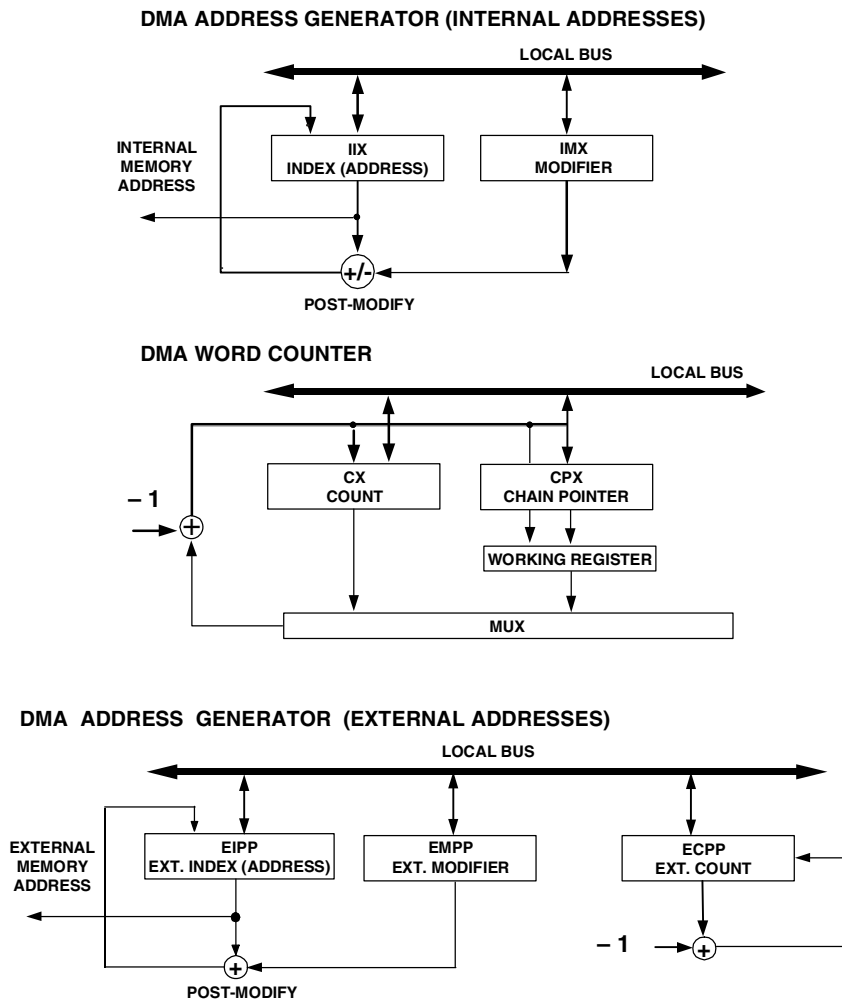 DMA ADDRESS GENERATOR (INTERNAL ADDRESSES)
LOCAL BUS
INTERNAL
MEMORY
ADDRESS
IIX
INDEX (ADDRESS)
IMX
MODIFIER
+/-
POST-MODIFY
DMA WORD COUNTER
LOCAL BUS
CX
COUNT
CPX
CHAIN POINTER
– 1
+
WORKING REGISTER
MUX
DMA ADDRESS GENERATOR (EXTERNAL ADDRESSES)
LOCAL BUS
EXTERNAL
MEMORY
ADDRESS
EIPP
EXT. INDEX (ADDRESS)
EMPP
EXT. MODIFIER
ECPP
EXT. COUNT
+
POST-MODIFY
– 1
+